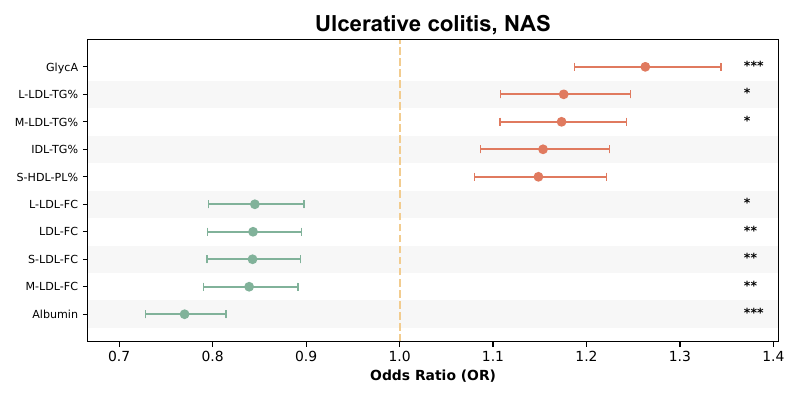 Ulcerative colitis, NAS
GlycA ***
L-LDL-TG% *
M-LDL-TG% *
IDL-TG%
S-HDL-PL%
L-LDL-FC *
LDL-FC **
S-LDL-FC **
M-LDL-FC **
Albumin ***
0.7 0.8 0.9 1.0 1.1 1.2 1.3 1.4
Odds Ratio (OR)